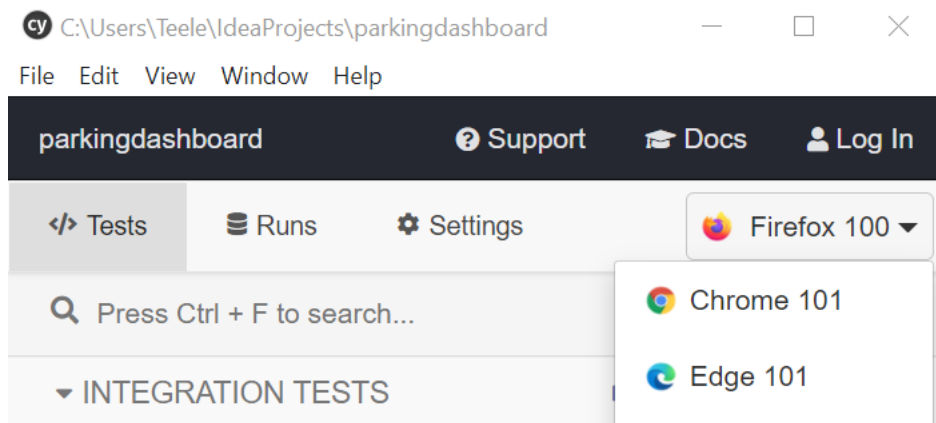 cy C:\Users\Teele\IdeaProjects\parkingdashboard
File Edit View Window Help
parkingdashboard Support Docs Log In
</> Tests Runs Settings Firefox 100
Press Ctrl + F to search...
Chrome 101
INTEGRATION TESTS
Edge 101